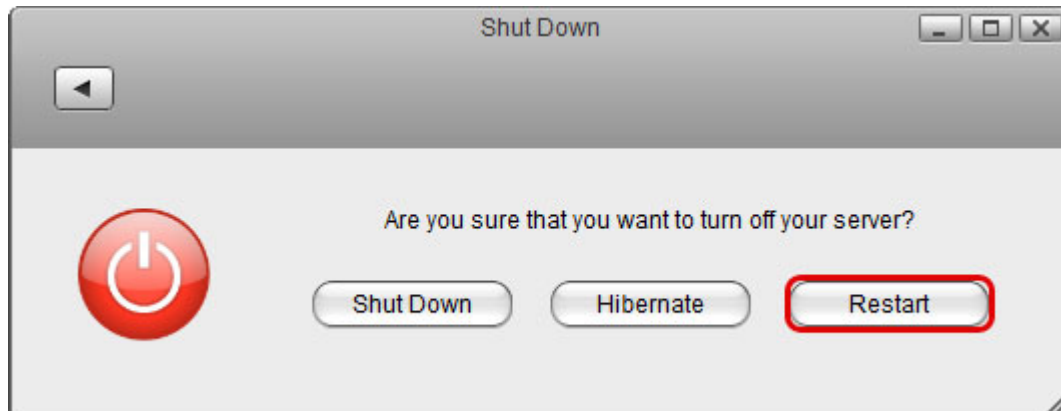 Shut Down
Are you sure that you want to turn off your server?
Shut Down
Hibernate
Restart